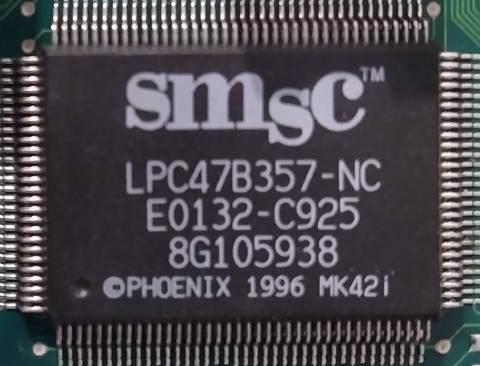 smsc™
LPC47B357-NC
E0132-C925
8G105938
©PHOENIX 1996 MK42i